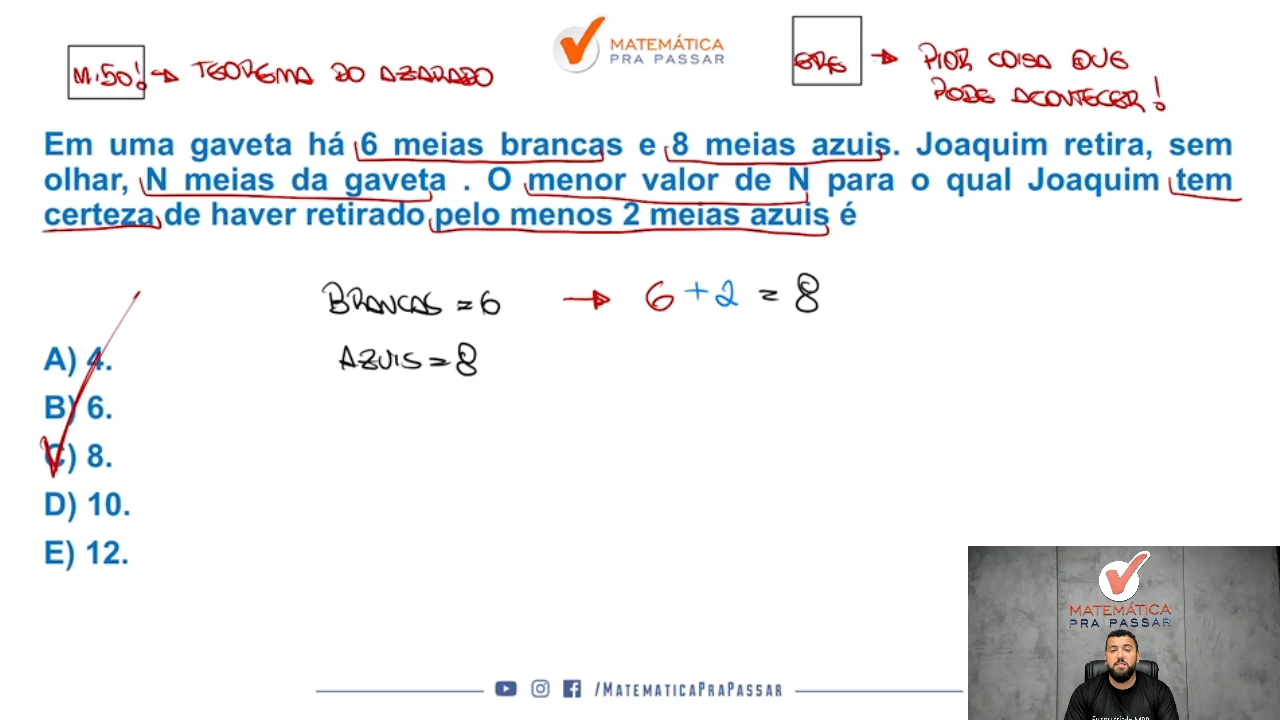 MATEMÁTICA
PRA PASSAR
M.50! → TEOREMA DO AZARADO
→ PIOR COISA QUE
PODE ACONTECER!
Em uma gaveta há 6 meias brancas e 8 meias azuis. Joaquim retira, sem
olhar, N meias da gaveta . O menor valor de N para o qual Joaquim tem
certeza de haver retirado pelo menos 2 meias azuis é
BRANCAS = 6 → 6 + 2 = 8
AZUIS = 8
A) 4.
B) 6.
C) 8.
D) 10.
E) 12.
MATEMÁTICA
PRA PASSAR
/MATEMATICAPRAPASSAR